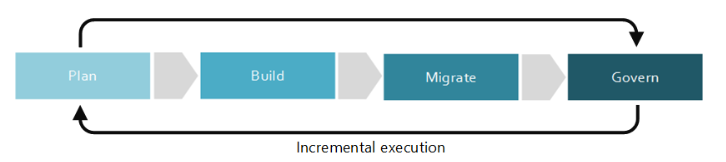 Plan
Build
Migrate
Govern
Incremental execution